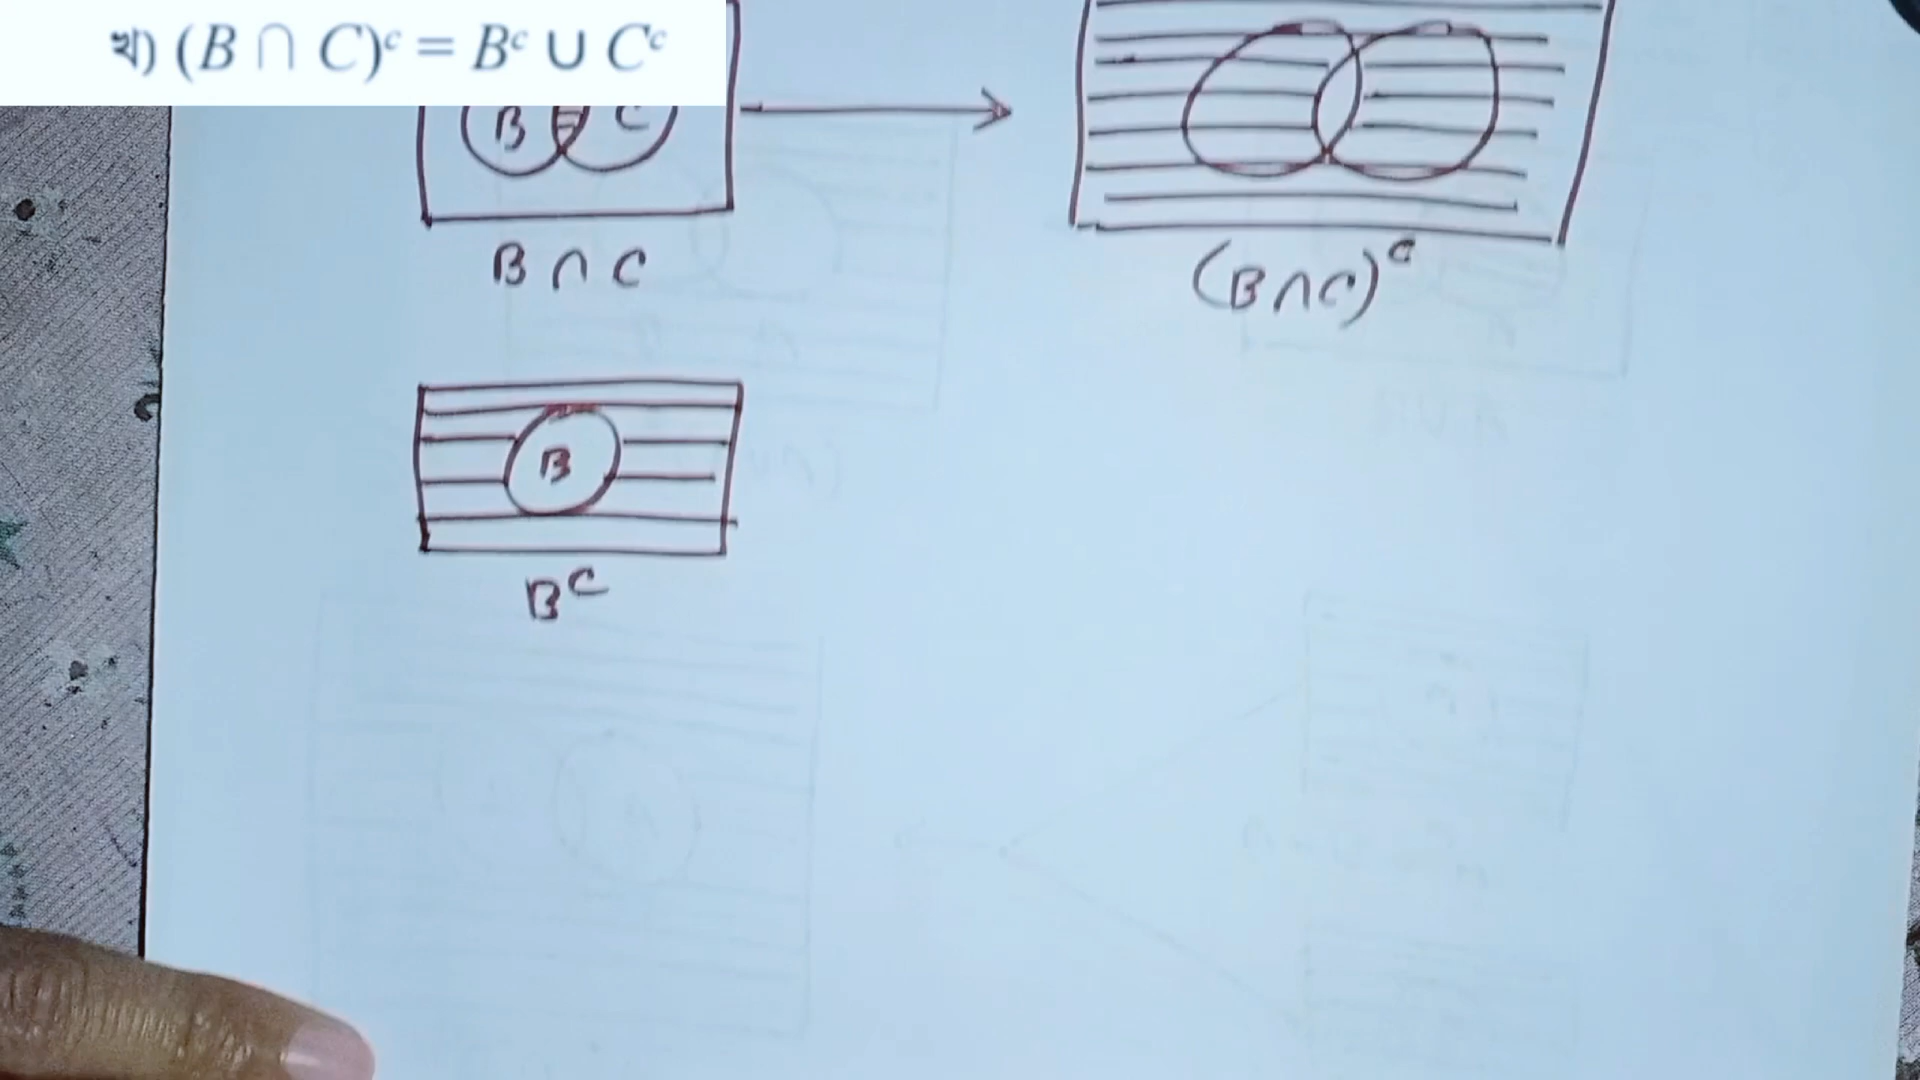 খ) (B ∩ C)ᶜ = Bᶜ ∪ Cᶜ
B C
B ∩ C
(B∩C)ᶜ
B
Bᶜ